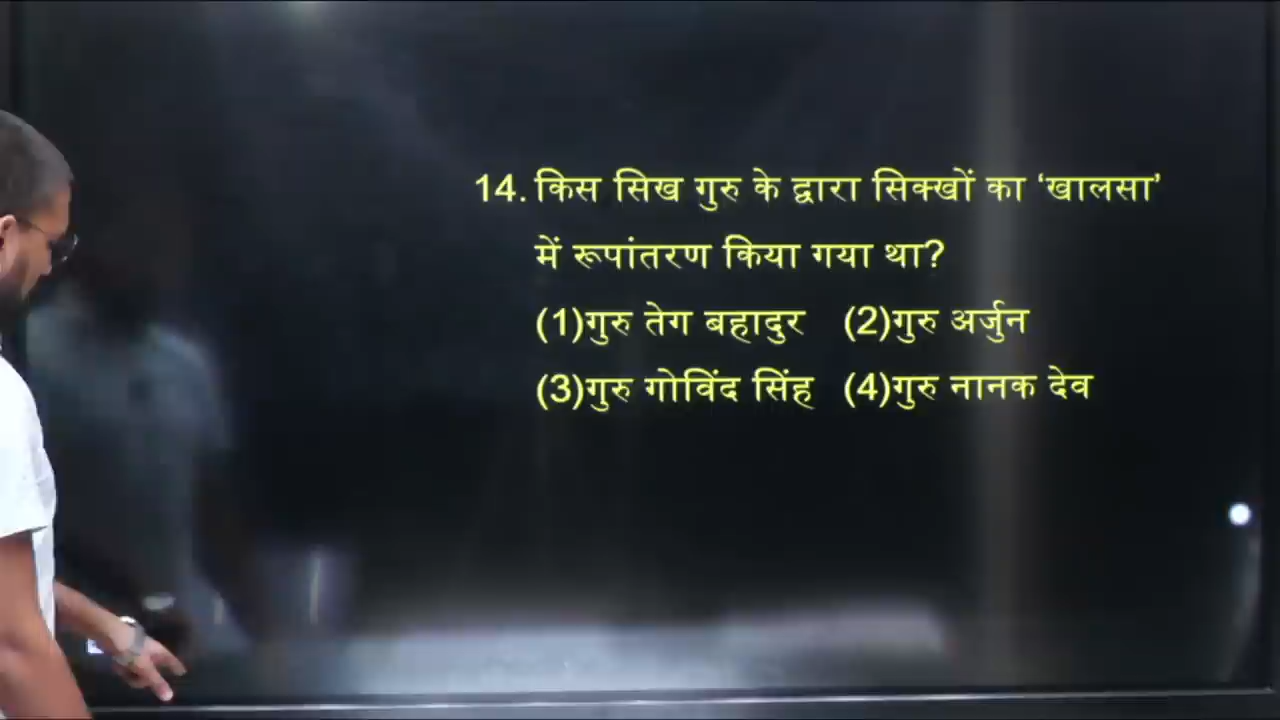 14. किस सिख गुरु के द्वारा सिक्खों का ‘खालसा’
में रूपांतरण किया गया था?
(1)गुरु तेग बहादुर (2)गुरु अर्जुन
(3)गुरु गोविंद सिंह (4)गुरु नानक देव